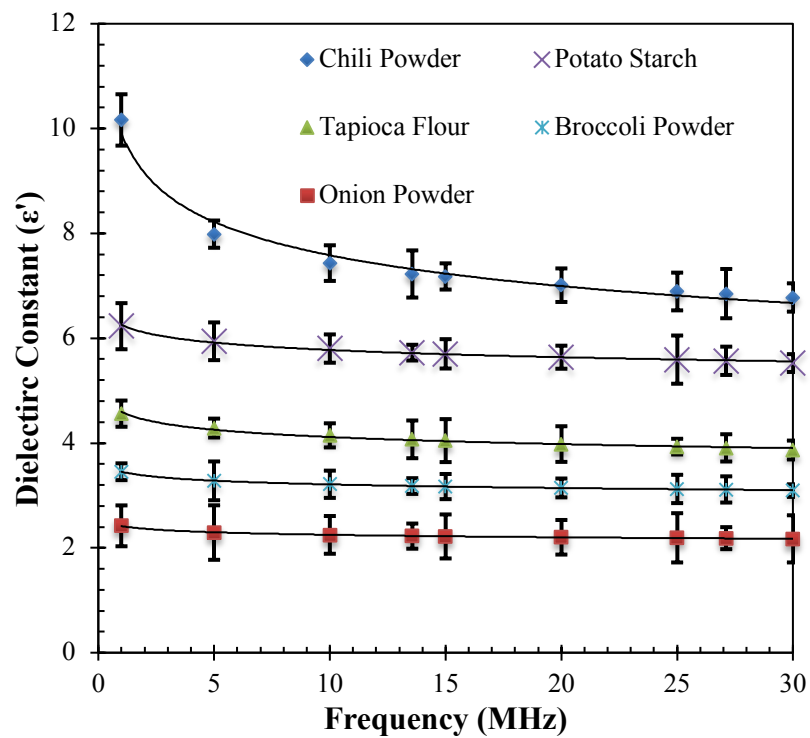 12
10
8
6
4
2
0
Dielectirc Constant (ε')
Chili Powder
Potato Starch
Tapioca Flour
Broccoli Powder
Onion Powder
0 5 10 15 20 25 30
Frequency (MHz)